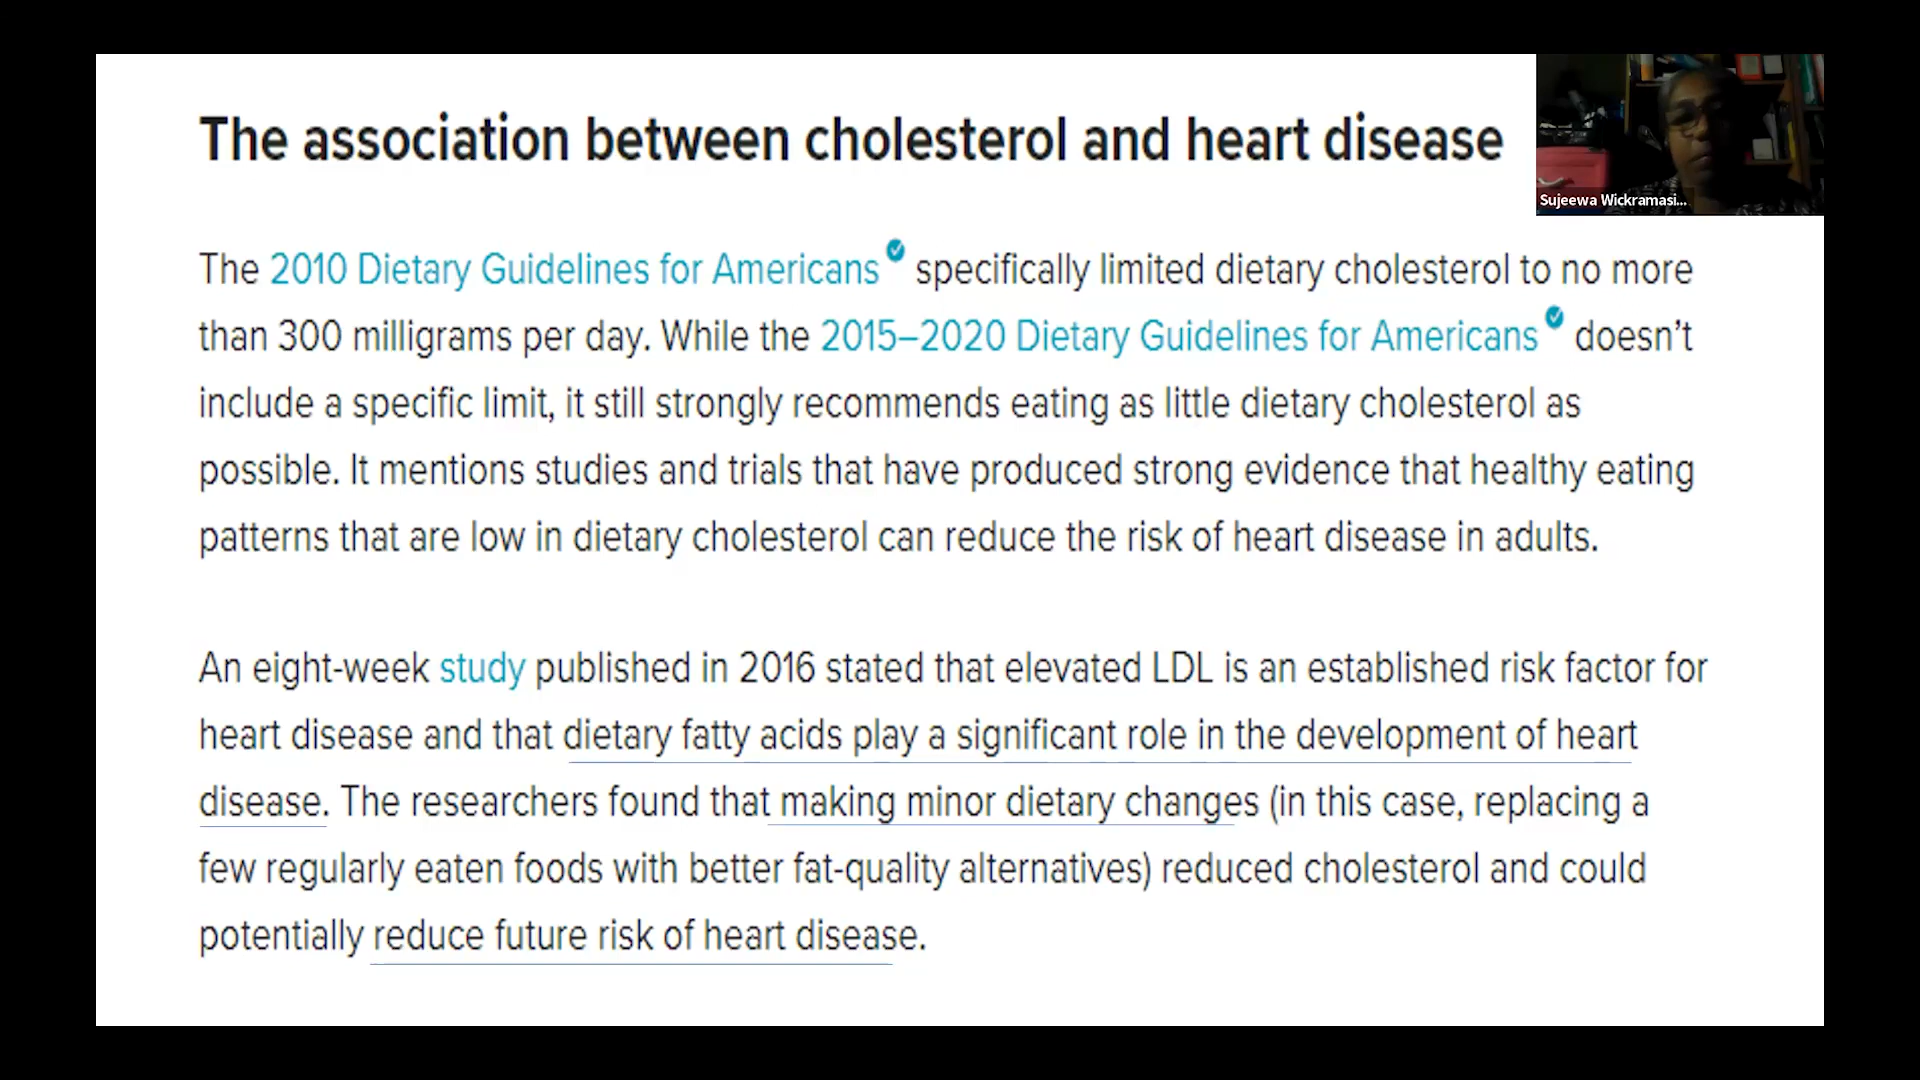 The association between cholesterol and heart disease
Sujeewa Wickramasi...
The 2010 Dietary Guidelines for Americans specifically limited dietary cholesterol to no more
than 300 milligrams per day. While the 2015–2020 Dietary Guidelines for Americans doesn’t
include a specific limit, it still strongly recommends eating as little dietary cholesterol as
possible. It mentions studies and trials that have produced strong evidence that healthy eating
patterns that are low in dietary cholesterol can reduce the risk of heart disease in adults.
An eight-week study published in 2016 stated that elevated LDL is an established risk factor for
heart disease and that dietary fatty acids play a significant role in the development of heart
disease. The researchers found that making minor dietary changes (in this case, replacing a
few regularly eaten foods with better fat-quality alternatives) reduced cholesterol and could
potentially reduce future risk of heart disease.